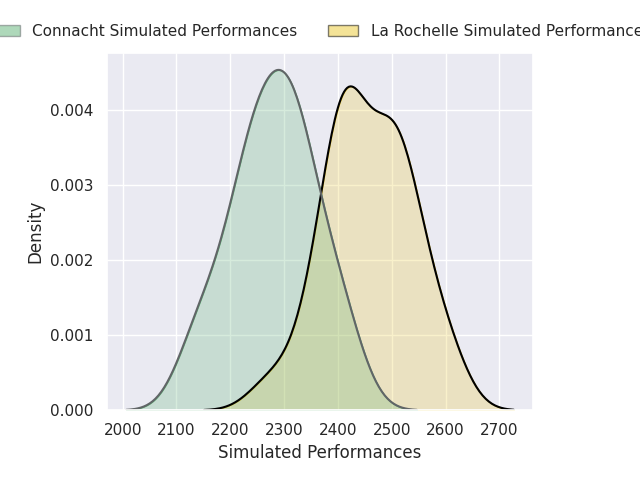 Connacht Simulated Performances
La Rochelle Simulated Performance
0.004
0.003
0.002
0.001
0.000
Density
2000 2100 2200 2300 2400 2500 2600 2700
Simulated Performances